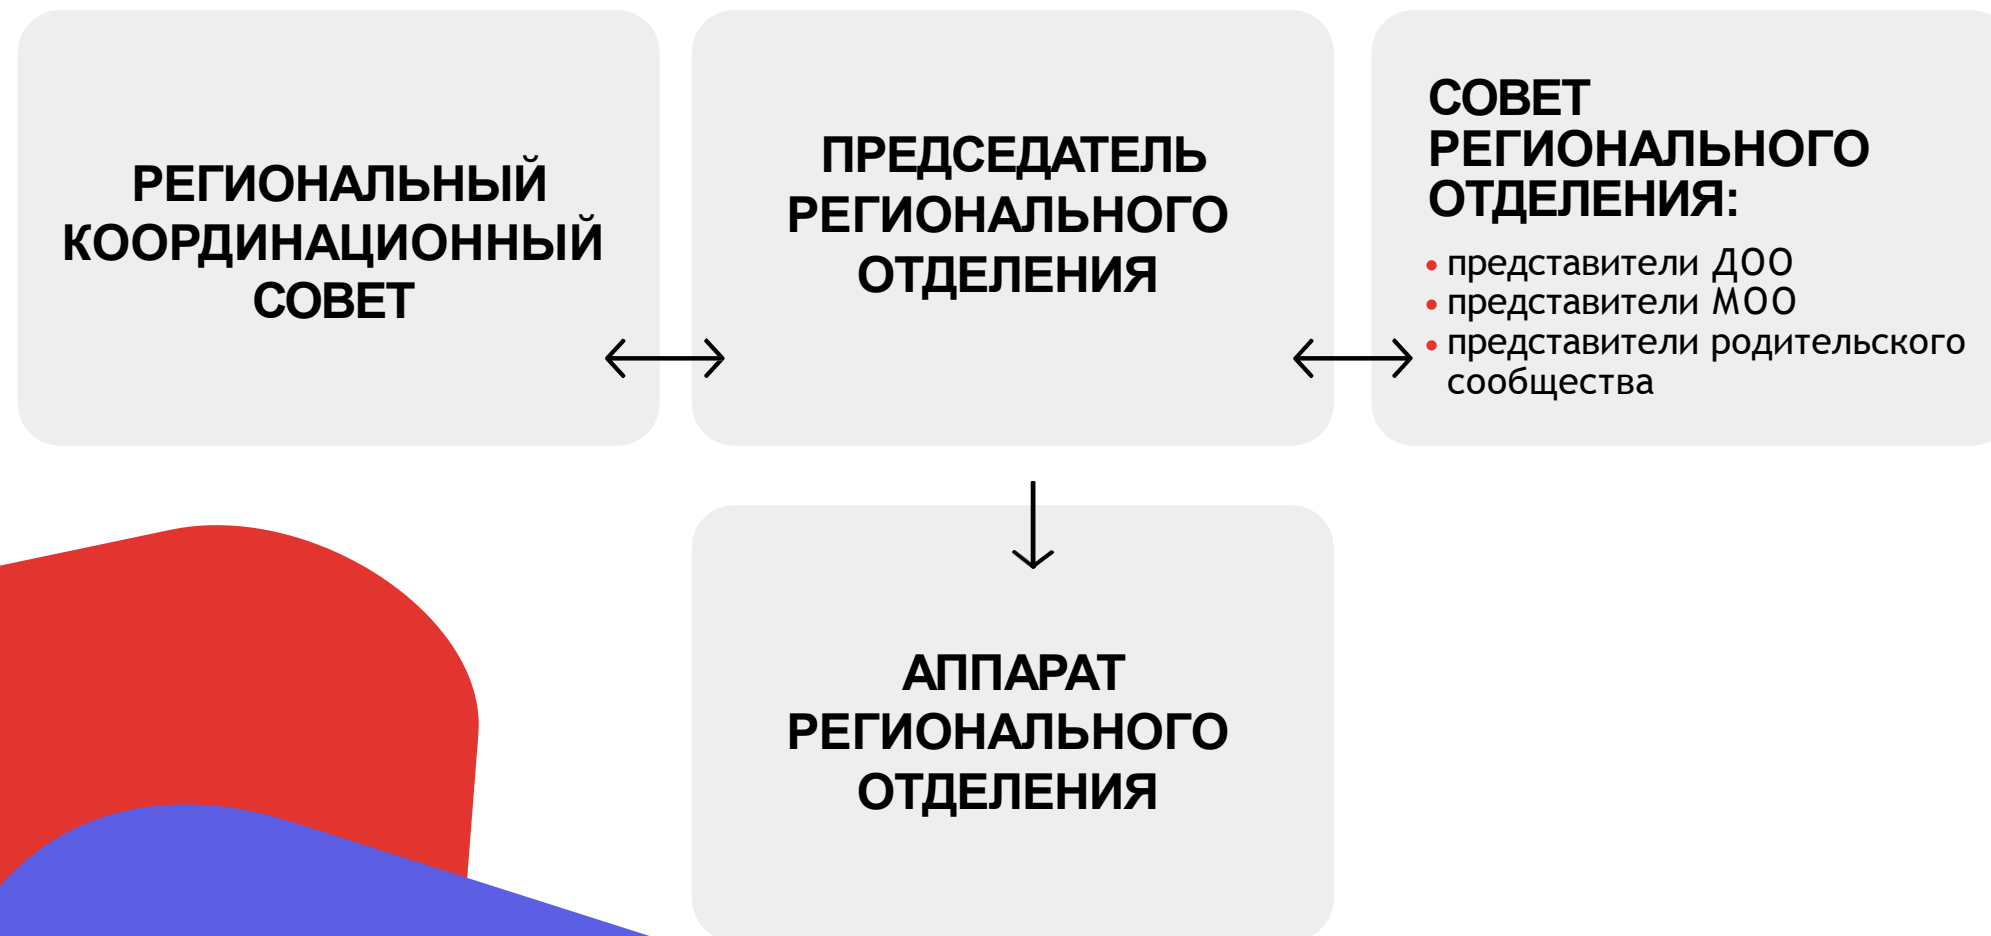 РЕГИОНАЛЬНЫЙ
КООРДИНАЦИОННЫЙ
СОВЕТ
ПРЕДСЕДАТЕЛЬ
РЕГИОНАЛЬНОГО
ОТДЕЛЕНИЯ
СОВЕТ
РЕГИОНАЛЬНОГО
ОТДЕЛЕНИЯ:
• представители ДОО
• представители МОО
• представители родительского
сообщества
АППАРАТ
РЕГИОНАЛЬНОГО
ОТДЕЛЕНИЯ